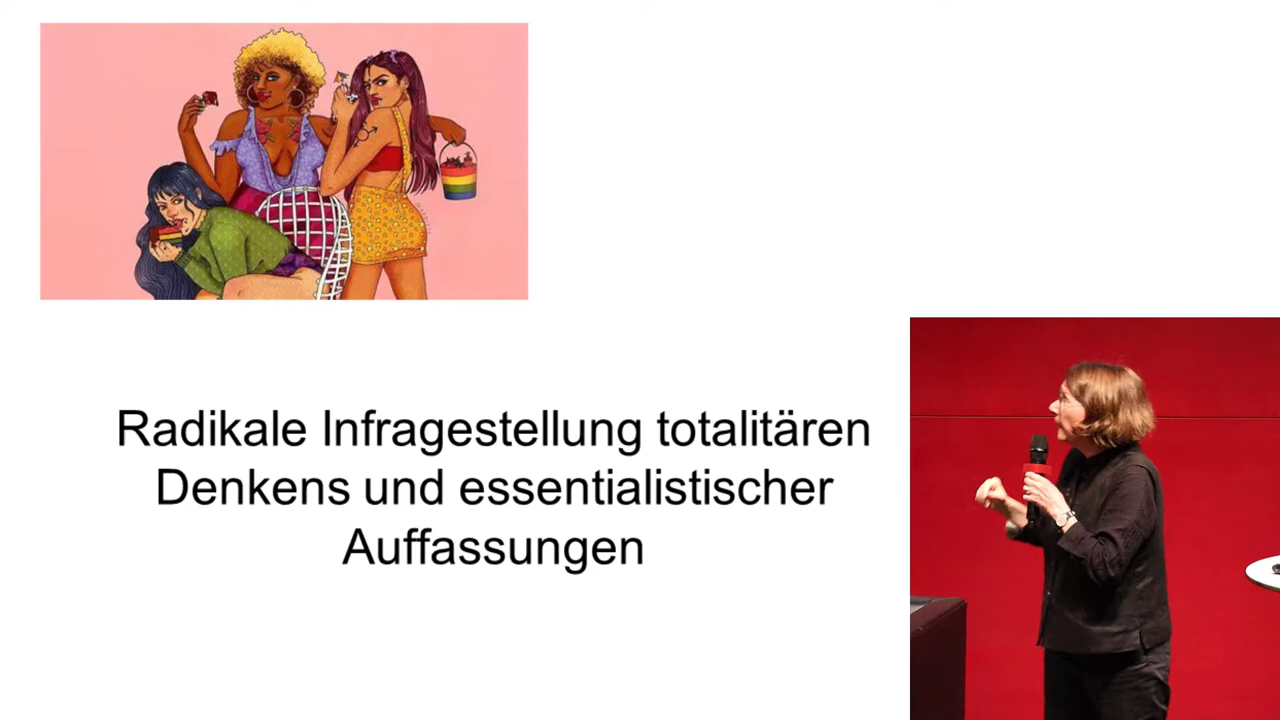 Radikale Infragestellung totalitären
Denkens und essentialistischer
Auffassungen